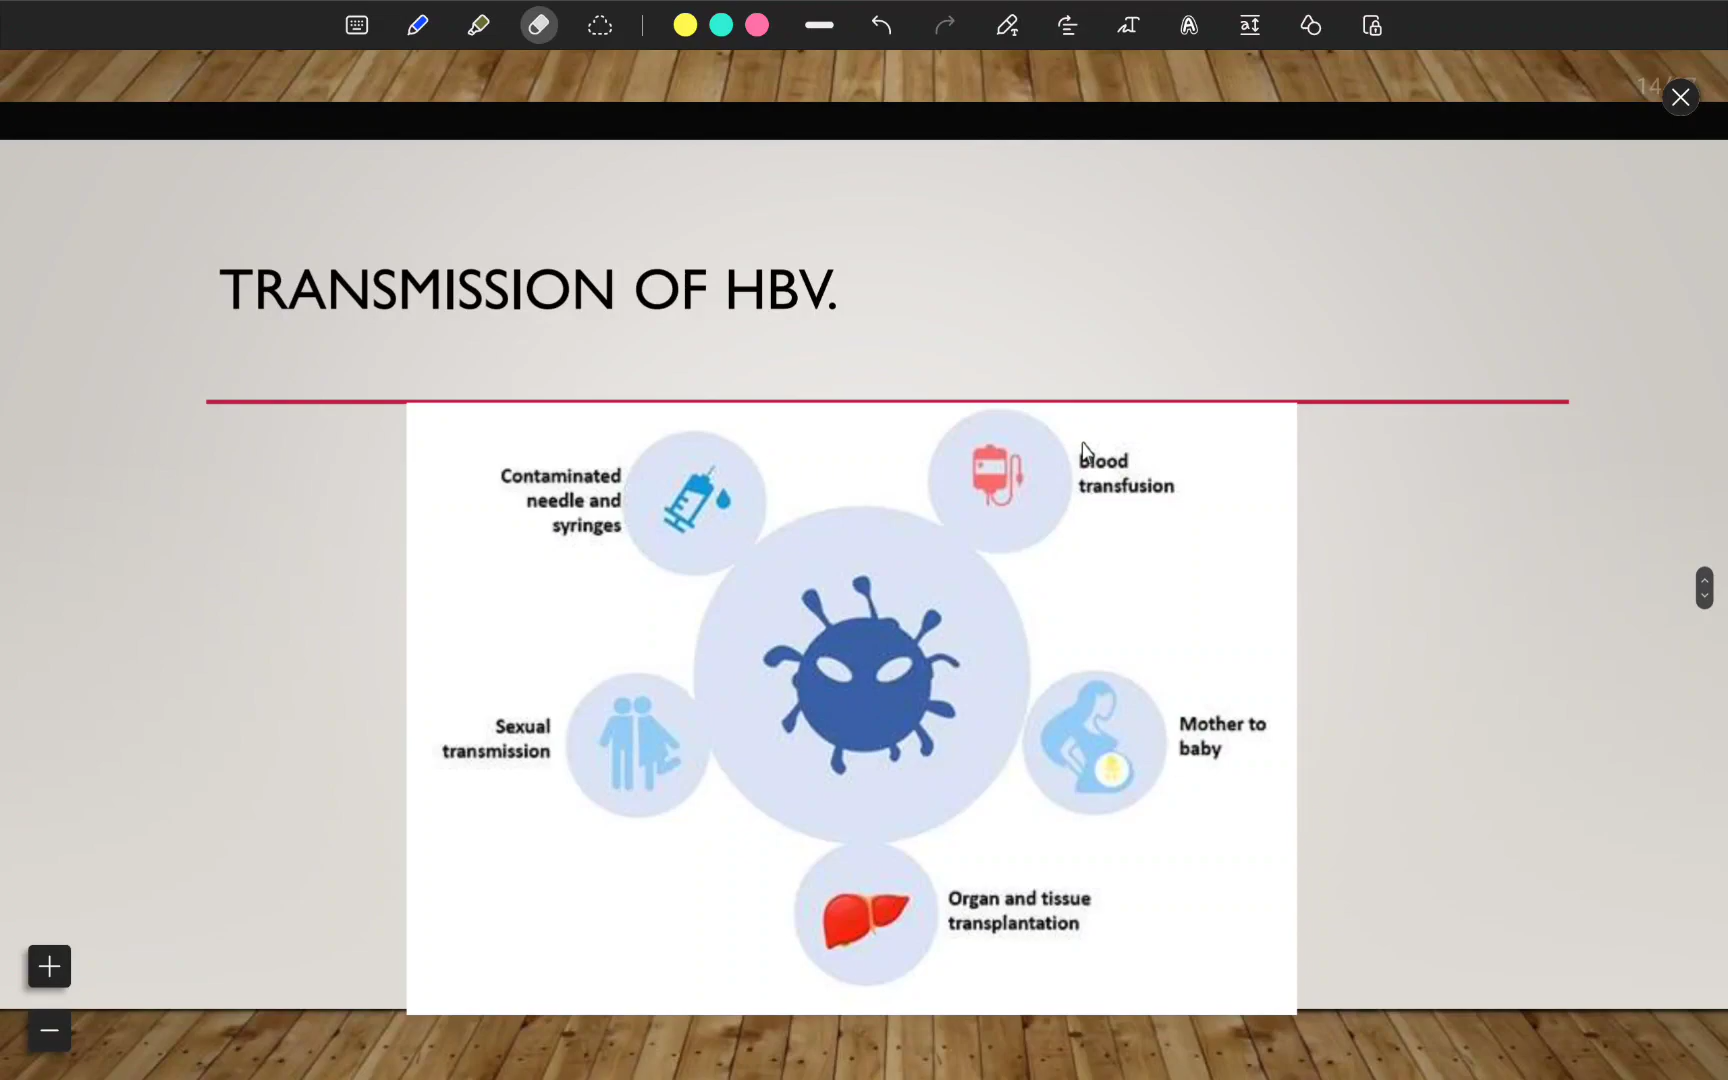 TRANSMISSION OF HBV.
Contaminated
needle and
syringes
Blood
transfusion
Sexual
transmission
Mother to
baby
Organ and tissue
transplantation